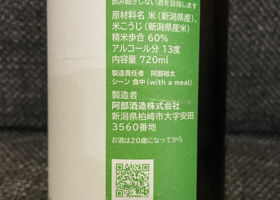 飲み飽きしない酒を目指します
原材料名 米(新潟県産)、
米こうじ(新潟県産米)
精米歩合 60%
アルコール分 13度
内容量 720ml
製造責任者 阿部裕太
シーン 食中(with a meal)
製造者
阿部酒造株式会社
新潟県柏崎市大字安田
3560番地
お酒は20歳になってから